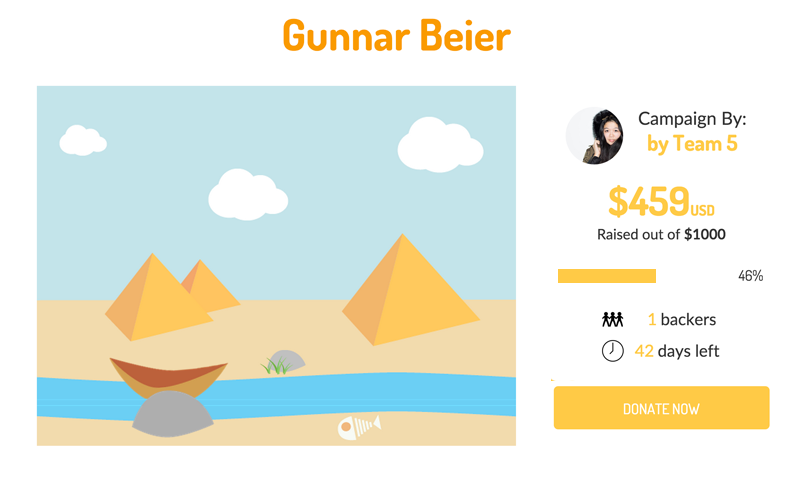 Gunnar Beier
Campaign By:
by Team 5
$459USD
Raised out of $1000
46%
1 backers
42 days left
DONATE NOW